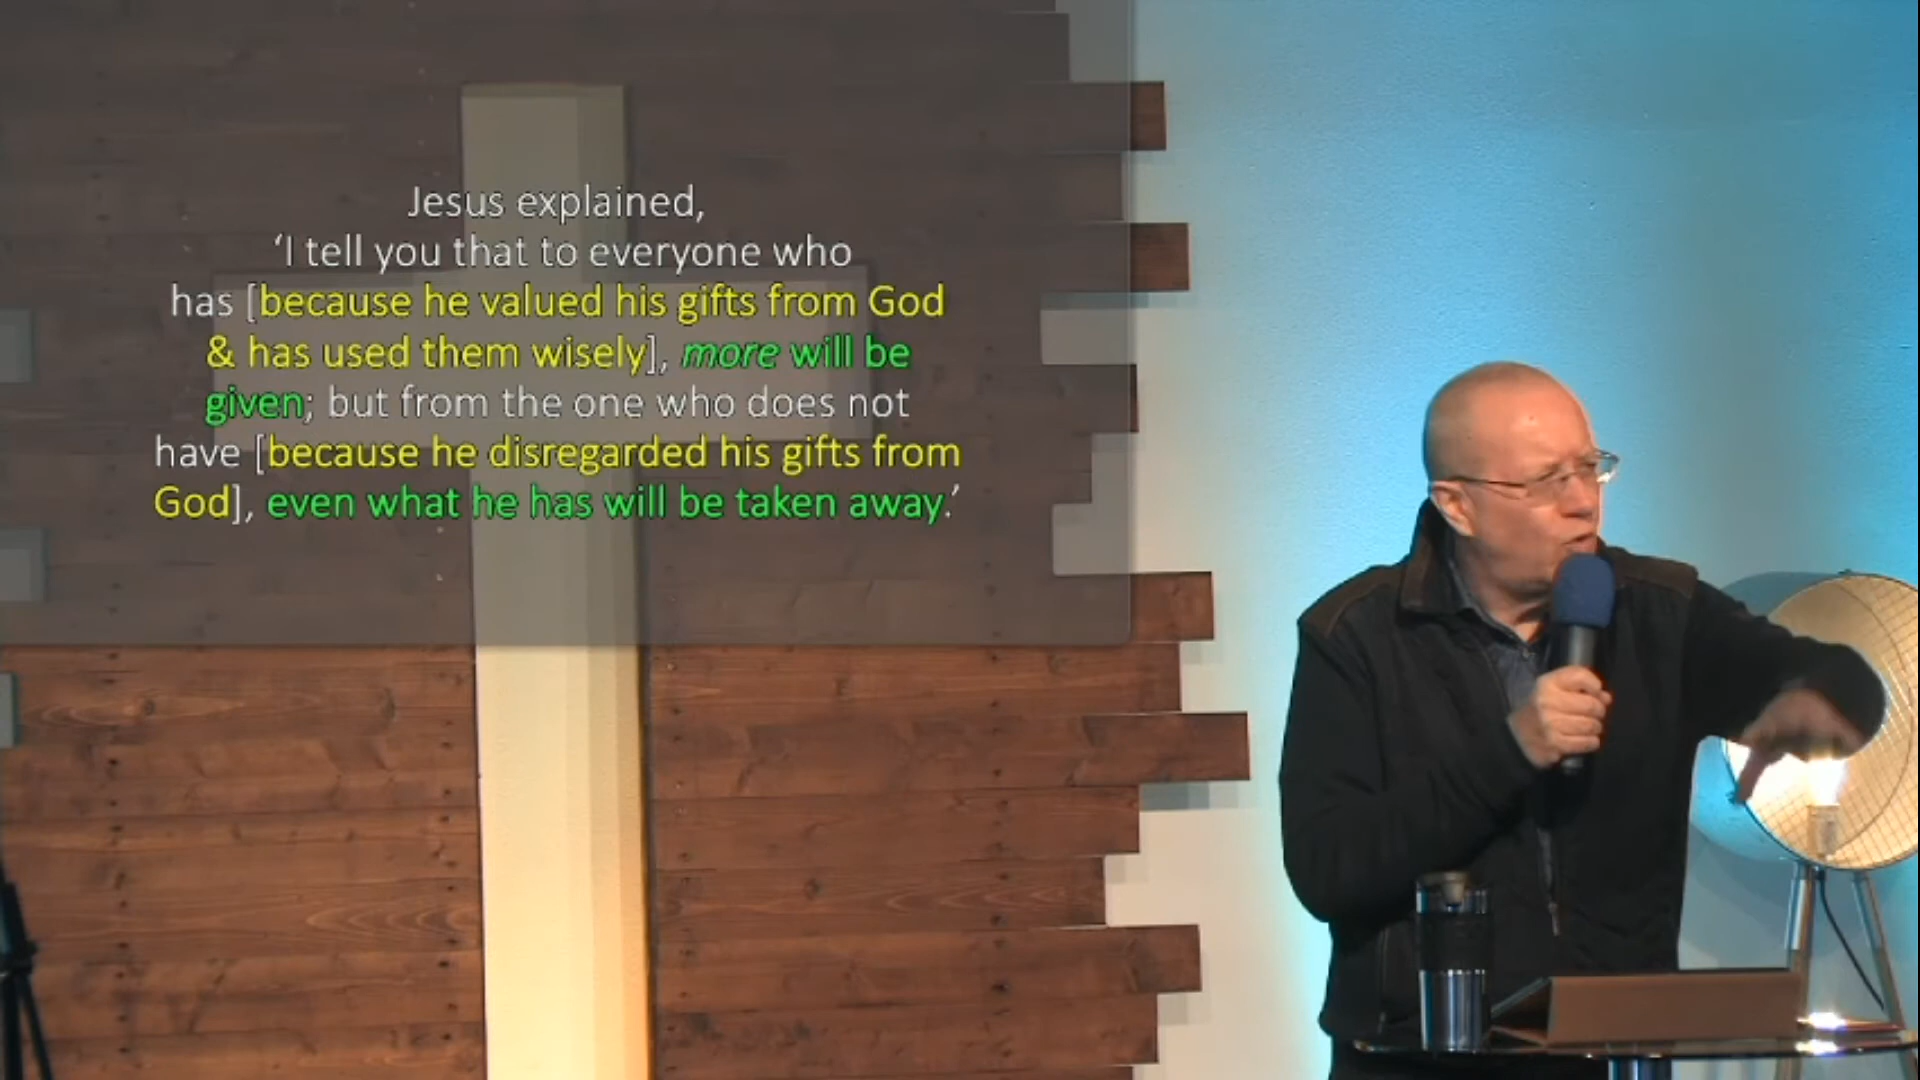 Jesus explained,
‘I tell you that to everyone who
has [because he valued his gifts from God
& has used them wisely], more will be
given; but from the one who does not
have [because he disregarded his gifts from
God], even what he has will be taken away.’